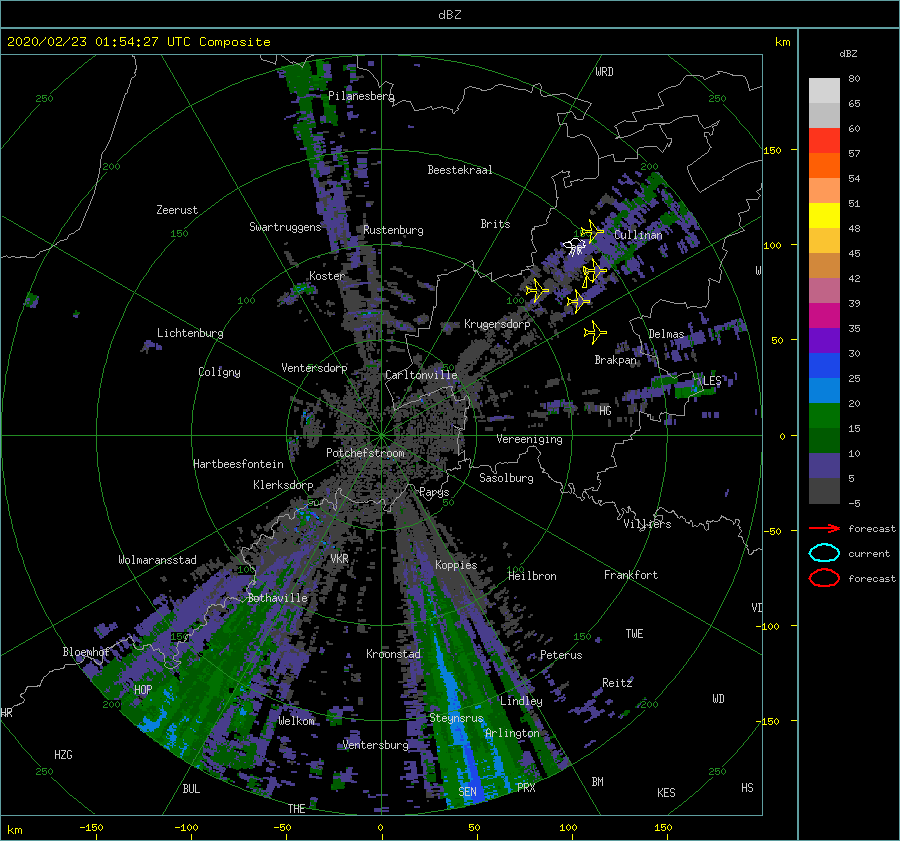 dBZ
2020/02/23 01:54:27 UTC Composite
km
dBZ
WRD
250
Pilanesberg
250
80
65
60
57
54
51
48
45
42
39
35
30
25
20
15
10
5
-5
forecast
current
forecast
150
100
50
0
-50
-100
-150
200
Beestekraal
200
Zeerust
150
Swartruggens
Rustenburg
Brits
Cullinan
W
Koster
100
100
Krugersdorp
Lichtenburg
Delmas
Brakpan
Coligny
Ventersdorp
Carltonville
LES
HG
Vereeniging
Potchefstroom
Hartbeesfontein
Klerksdorp
Sasolburg
Parys
50
50
Villiers
Wolmaransstad
VKR
Koppies
100
100
Heilbron
Frankfort
Bothaville
VD
150
150
TWE
Bloemhof
Kroonstad
Peterus
HOP
Reitz
WD
HR
200
Lindley
200
Welkom
Steynsrus
Arlington
HZG
Ventersburg
250
250
BUL
SEN
PRX
BM
KES
HS
THE
km
-150
-100
-50
0
50
100
150